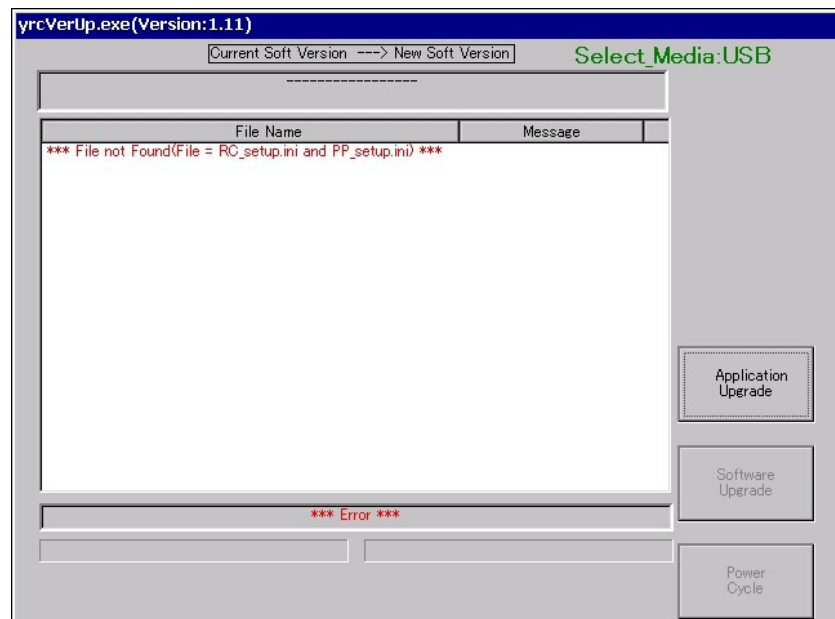 yrcVerUp.exe(Version:1.11)
Current Soft Version ---> New Soft Version
Select_Media:USB
-----------------
File Name
Message
*** File not Found(File = RC_setup.ini and PP_setup.ini) ***
Application
Upgrade
Software
Upgrade
*** Error ***
Power
Cycle